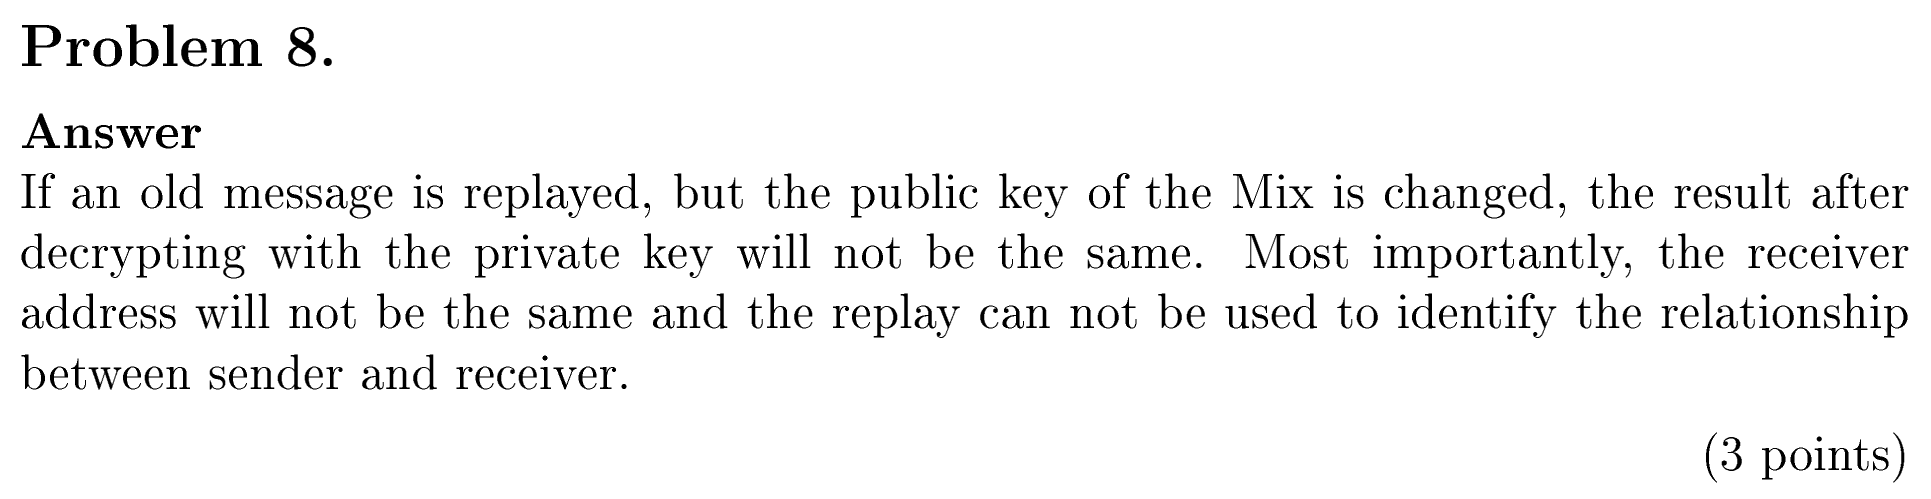 Problem 8.
Answer
If an old message is replayed, but the public key of the Mix is changed, the result after
decrypting with the private key will not be the same. Most importantly, the receiver
address will not be the same and the replay can not be used to identify the relationship
between sender and receiver.
(3 points)